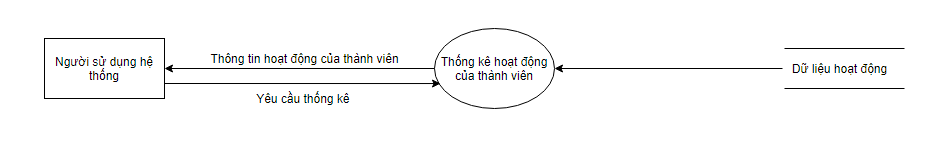 Người sử dụng hệ
thống
Thông tin hoạt động của thành viên
Yêu cầu thống kê
Thống kê hoạt động
của thành viên
Dữ liệu hoạt động